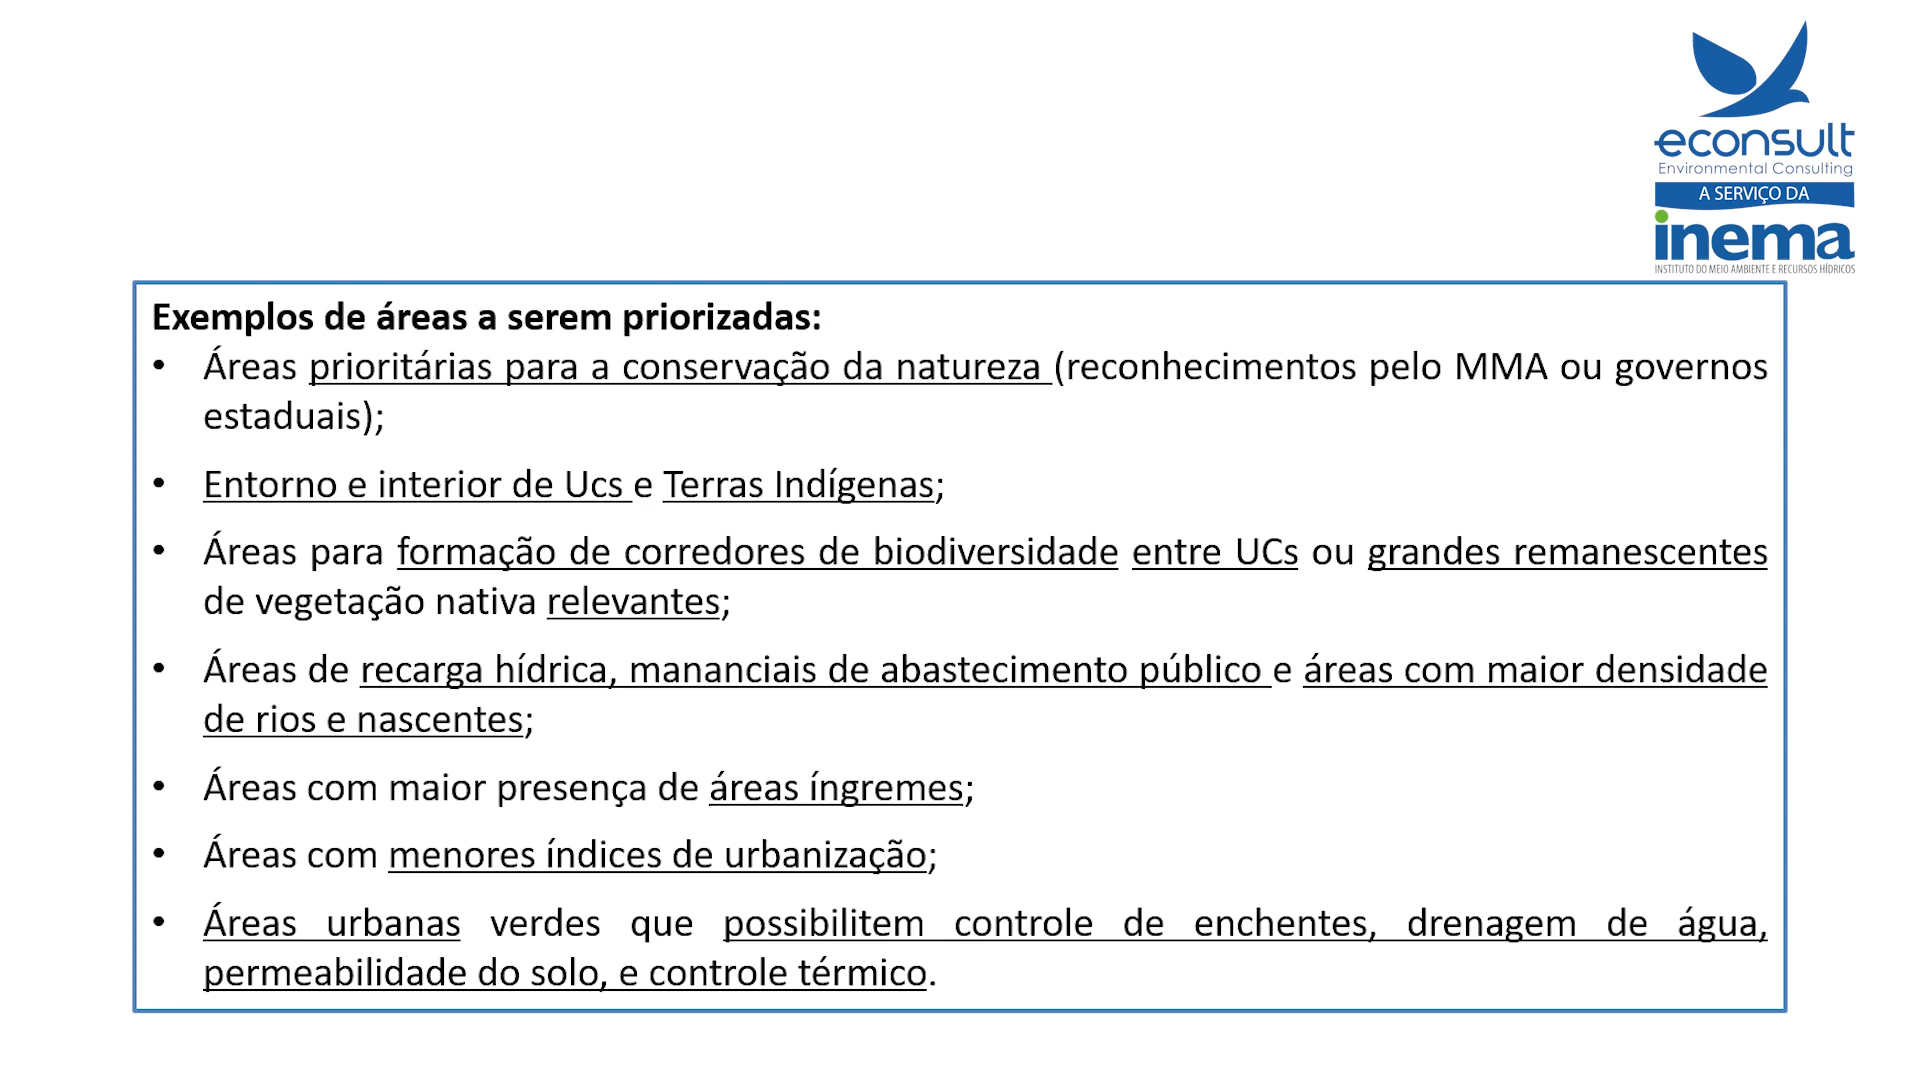 econsult
Environmental Consulting
A SERVIÇO DA
inema
INSTITUTO DO MEIO AMBIENTE E RECURSOS HÍDRICOS
Exemplos de áreas a serem priorizadas:
• Áreas prioritárias para a conservação da natureza (reconhecimentos pelo MMA ou governos
estaduais);
• Entorno e interior de Ucs e Terras Indígenas;
• Áreas para formação de corredores de biodiversidade entre UCs ou grandes remanescentes
de vegetação nativa relevantes;
• Áreas de recarga hídrica, mananciais de abastecimento público e áreas com maior densidade
de rios e nascentes;
• Áreas com maior presença de áreas íngremes;
• Áreas com menores índices de urbanização;
• Áreas urbanas verdes que possibilitem controle de enchentes, drenagem de água,
permeabilidade do solo, e controle térmico.